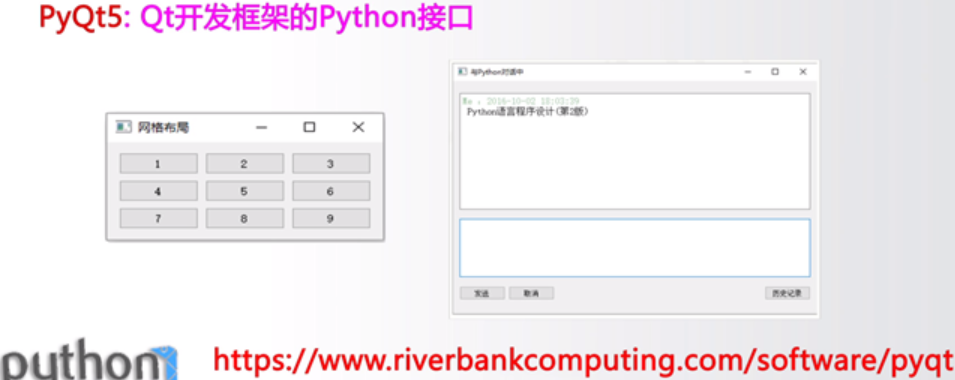 PyQt5: Qt开发框架的Python接口
网格布局
1 2 3
4 5 6
7 8 9
与Python对话中
Me : 2016-10-02 18:03:39
Python语言程序设计(第2版)
发送 取消 历史记录
python
https://www.riverbankcomputing.com/software/pyqt